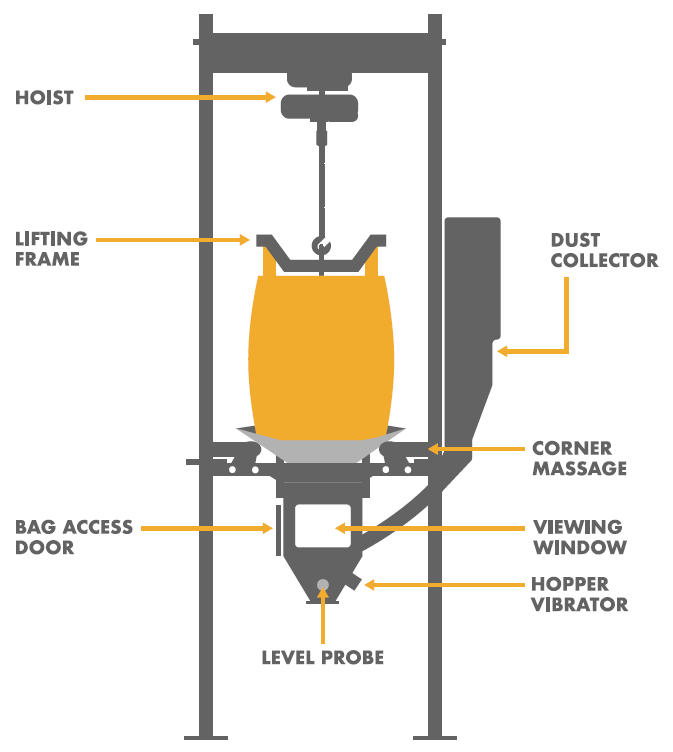 HOIST
LIFTING
FRAME
DUST
COLLECTOR
CORNER
MASSAGE
BAG ACCESS
DOOR
VIEWING
WINDOW
HOPPER
VIBRATOR
LEVEL PROBE